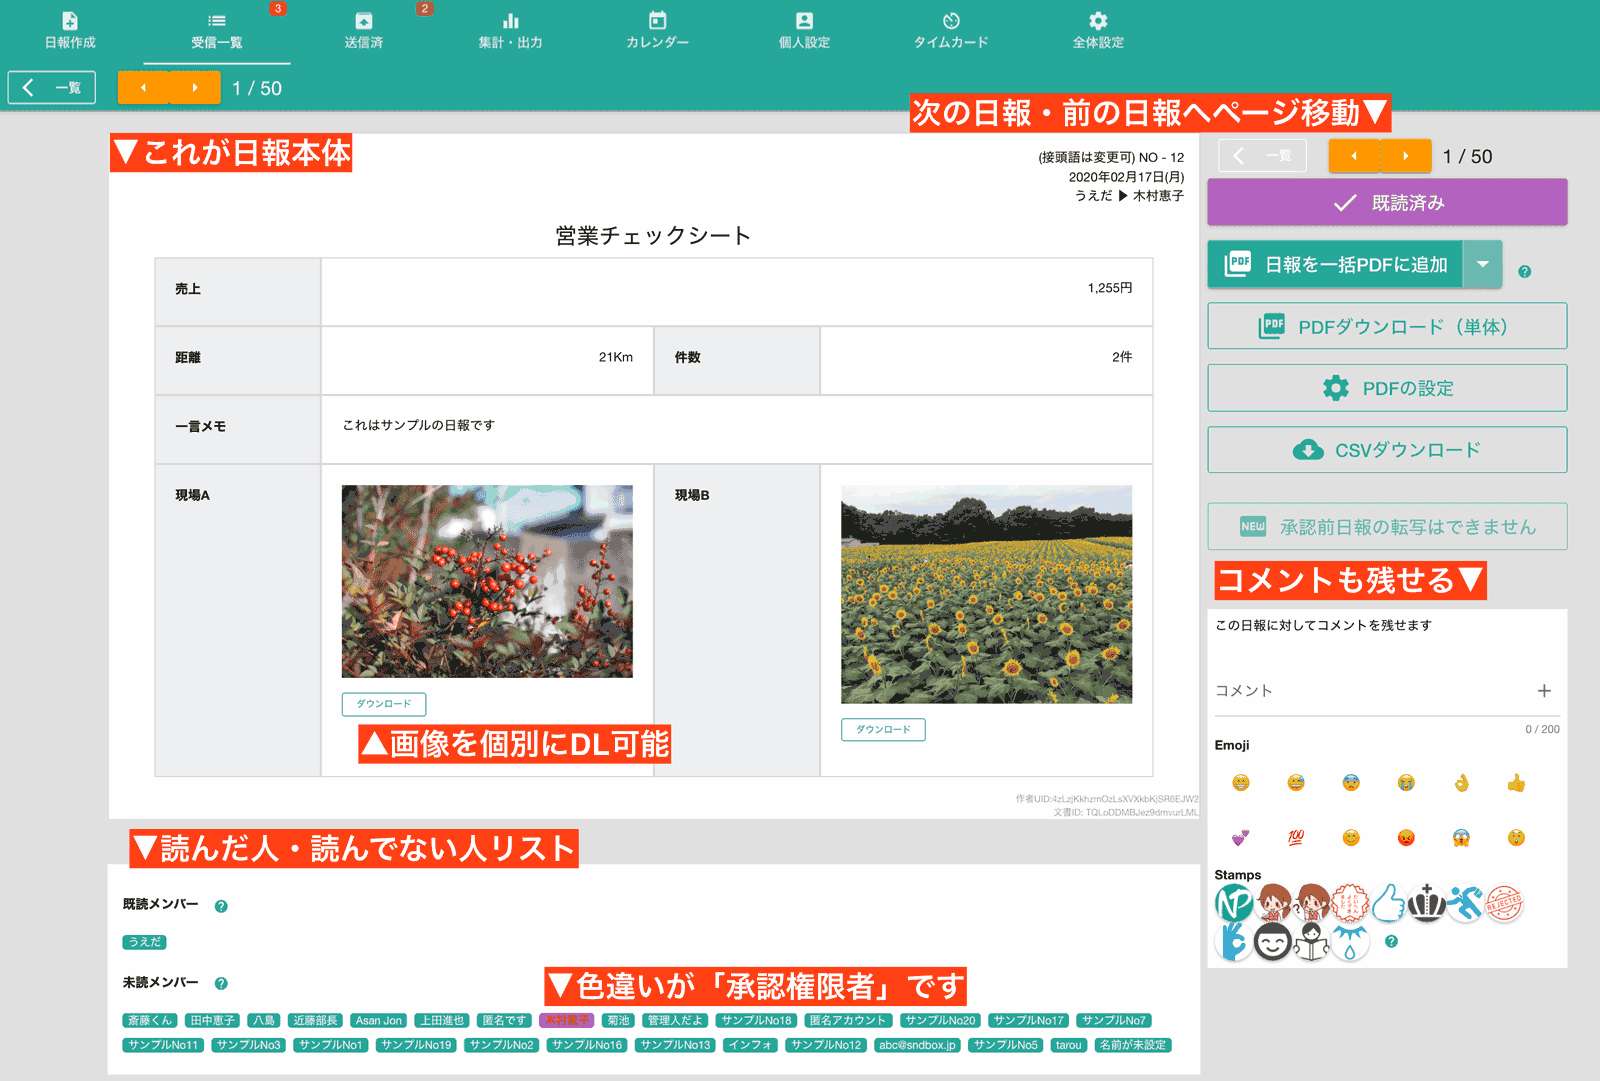 3
2
日報作成
受信一覧
送信済
集計・出力
カレンダー
個人設定
タイムカード
全体設定
一覧
1 / 50
次の日報・前の日報へページ移動▼
▼これが日報本体
(接頭語は変更可) NO - 12
2020年02月17日(月)
うえだ ▶ 木村恵子
営業チェックシート
売上
1,255円
距離
21Km
件数
2件
一言メモ
これはサンプルの日報です
現場A
現場B
ダウンロード
ダウンロード
▲画像を個別にDL可能
作者UID:4zLzjKkhzmOzLsXVXkbKjSR6EJW2
文書ID: TQLoDDMBJez9dmvurLML
▼読んだ人・読んでない人リスト
既読メンバー
うえだ
未読メンバー
▼色違いが「承認権限者」です
斎藤くん 田中恵子 八島 近藤部長 Asan Jon 上田進也 匿名です 木村恵子 菊池 管理人だよ サンプルNo18 匿名アカウント サンプルNo20 サンプルNo17 サンプルNo7
サンプルNo11 サンプルNo3 サンプルNo1 サンプルNo19 サンプルNo2 サンプルNo16 サンプルNo13 インフォ サンプルNo12 abc@sndbox.jp サンプルNo5 tarou 名前が未設定
一覧
1 / 50
既読済み
PDF 日報を一括PDFに追加
PDF PDFダウンロード（単体）
PDFの設定
CSVダウンロード
NEW 承認前日報の転写はできません
コメントも残せる▼
この日報に対してコメントを残せます
コメント
0 / 200
Emoji
100
Stamps
NP
REJECTED